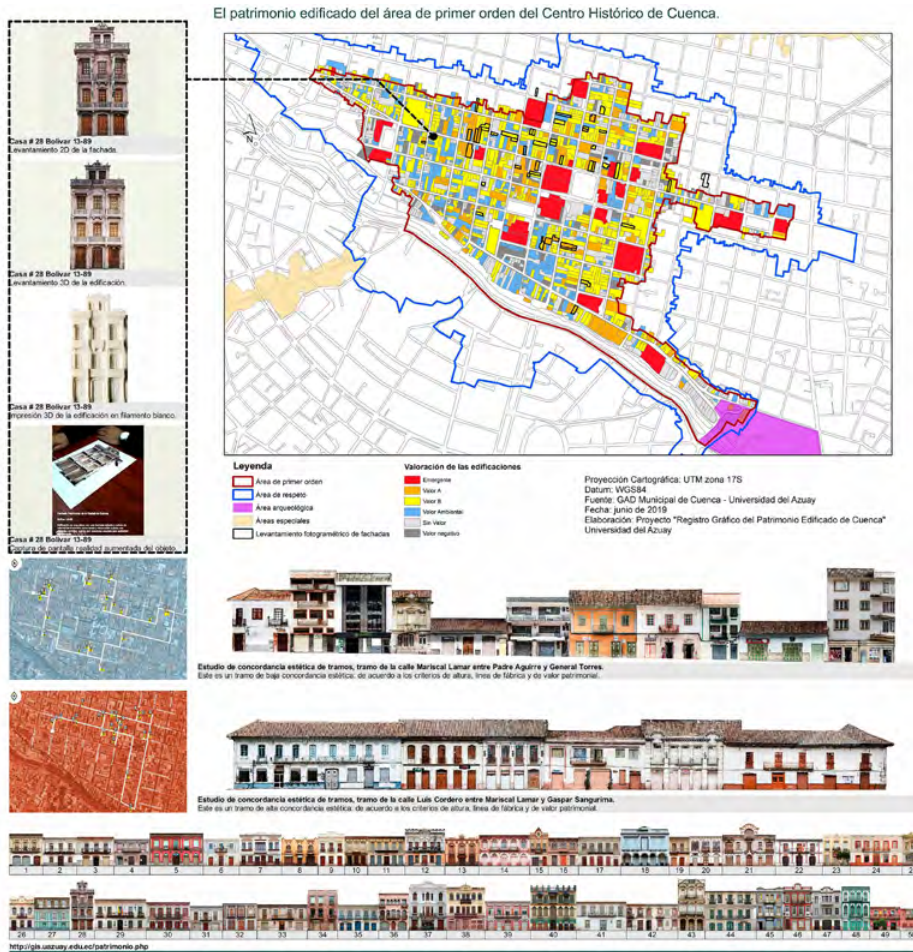 El patrimonio edificado del área de primer orden del Centro Histórico de Cuenca.
Casa # 28 Bolívar 13-89
Levantamiento 2D de la fachada.
Casa # 28 Bolívar 13-89
Levantamiento 3D de la edificación.
Casa # 28 Bolívar 13-89
Impresión 3D de la edificación en filamento blanco.
Casa # 28 Bolívar 13-89
Captura de pantalla realidad aumentada del objeto.
N
Leyenda
Área de primer orden
Área de respeto
Área arqueológica
Áreas especiales
Levantamiento fotogramétrico de fachadas
Valoración de las edificaciones
Emergente
Valor A
Valor B
Valor Ambiental
Sin Valor
Valor negativo
Proyección Cartográfica: UTM zona 17S
Datum: WGS84
Fuente: GAD Municipal de Cuenca - Universidad del Azuay
Fecha: junio de 2019
Elaboración: Proyecto "Registro Gráfico del Patrimonio Edificado de Cuenca"
Universidad del Azuay
Estudio de concordancia estética de tramos, tramo de la calle Mariscal Lamar entre Padre Aguirre y General Torres.
Este es un tramo de baja concordancia estética: de acuerdo a los criterios de altura, línea de fábrica y de valor patrimonial.
Estudio de concordancia estética de tramos, tramo de la calle Luis Cordero entre Mariscal Lamar y Gaspar Sangurima.
Este es un tramo de alta concordancia estética: de acuerdo a los criterios de altura, línea de fábrica y de valor patrimonial.
1 2 3 4 5 6 7 8 9 10 11 12 13 14 15 16 17 18 19 20 21 22 23 24
26 27 28 29 30 31 32 33 34 35 36 37 38 39 40 41 42 43 44 45 46 47 48 49
http://gis.uazuay.edu.ec/patrimonio.php